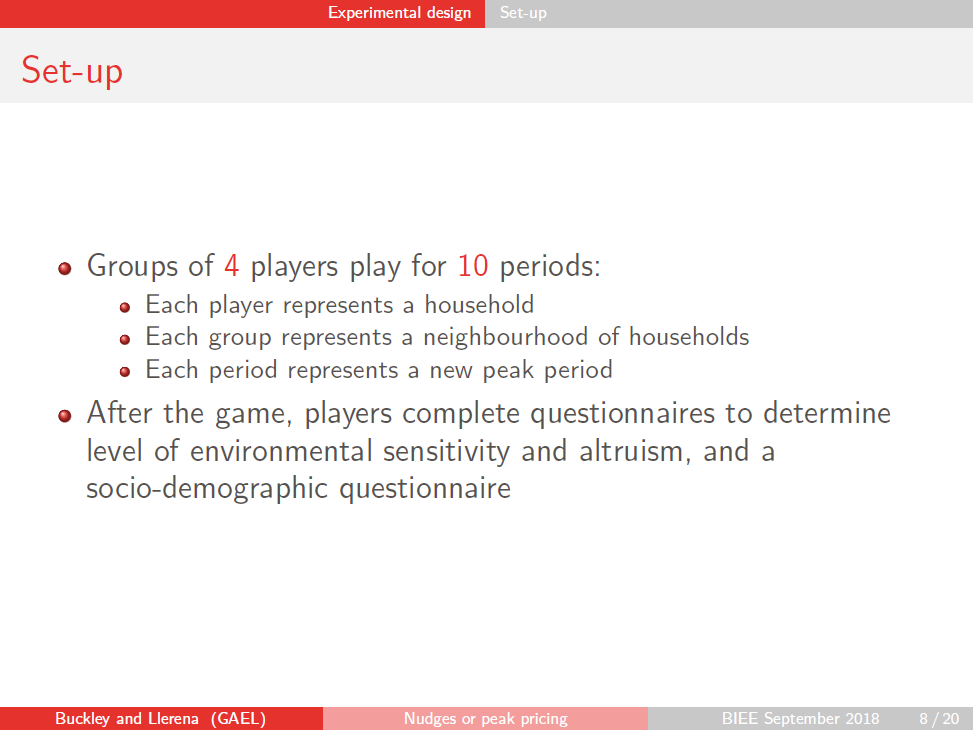 Experimental design Set-up
Set-up
Groups of 4 players play for 10 periods:
Each player represents a household
Each group represents a neighbourhood of households
Each period represents a new peak period
After the game, players complete questionnaires to determine
level of environmental sensitivity and altruism, and a
socio-demographic questionnaire
Buckley and Llerena (GAEL) Nudges or peak pricing BIEE September 2018 8 / 20